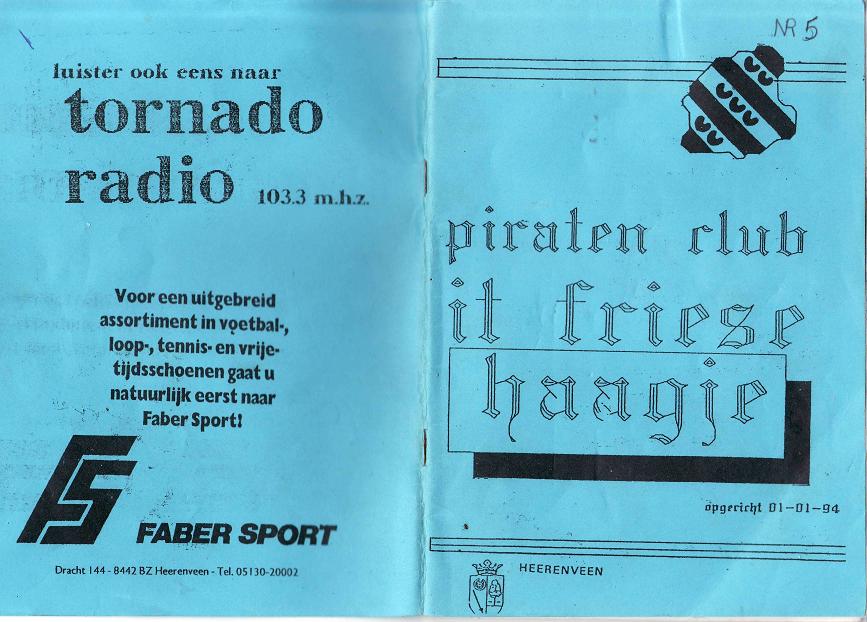 luister ook eens naar
tornado
radio 103.3 m.h.z.
Voor een uitgebreid
assortiment in voetbal-,
loop-, tennis- en vrije-
tijdsschoenen gaat u
natuurlijk eerst naar
Faber Sport!
FS
FABER SPORT
Dracht 144 - 8442 BZ Heerenveen - Tel. 05130-20002
NR 5
piraten club
it friese
haagje
opgericht 01-01-94
HEERENVEEN